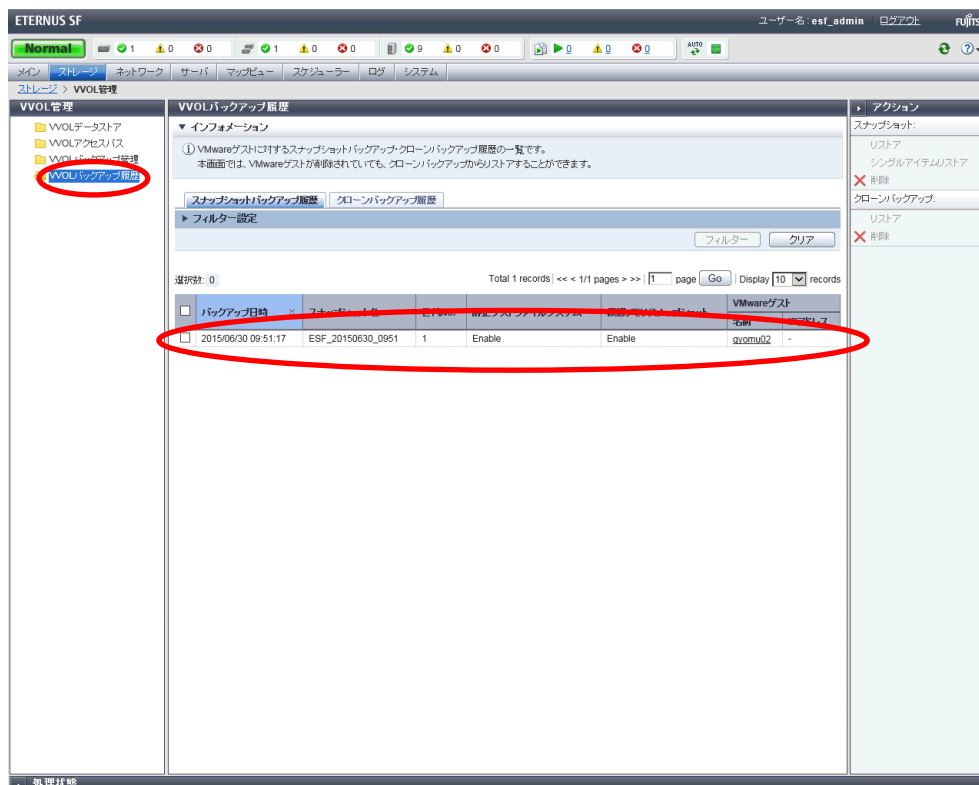 ETERNUS SF ユーザー名:esf_admin ログアウト
Normal 1 0 0 1 0 0 9 0 0 0 0 0 AUTO ?
メイン ストレージ ネットワーク サーバ マップビュー スケジューラー ログ システム
ストレージ > VVOL管理
VVOL管理
VVOLデータストア
VVOLアクセスパス
VVOLバックアップ管理
VVOLバックアップ履歴
VVOLバックアップ履歴
▼ インフォメーション
VMwareゲストに対するスナップショットバックアップ・クローンバックアップ履歴の一覧です。
本画面では、VMwareゲストが削除されていても、クローンバックアップからリストアすることができます。
スナップショットバックアップ履歴 クローンバックアップ履歴
フィルター設定
フィルター クリア
選択数: 0 Total 1 records| << < 1/1 pages > >> | 1 page Go | Display 10 records
バックアップ日時 VMwareゲスト
名前
2015/06/30 09:51:17 ESF_20150630_0951 1 Enable Enable gyomu02 -
アクション
スナップショット:
リストア
シングルアイテムリストア
削除
クローンバックアップ:
リストア
削除
処理状態